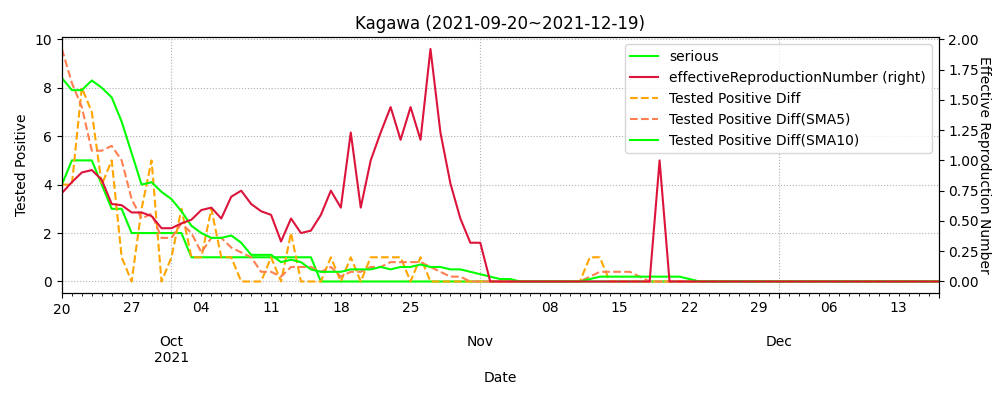 Kagawa (2021-09-20~2021-12-19)
10
8
6
4
2
0
Tested Positive
2.00
1.75
1.50
1.25
1.00
0.75
0.50
0.25
0.00
Effective Reproduction Number
serious
effectiveReproductionNumber (right)
Tested Positive Diff
Tested Positive Diff(SMA5)
Tested Positive Diff(SMA10)
20 27 04 11 18 25 08 15 22 29 06 13
Oct Nov Dec
2021
Date